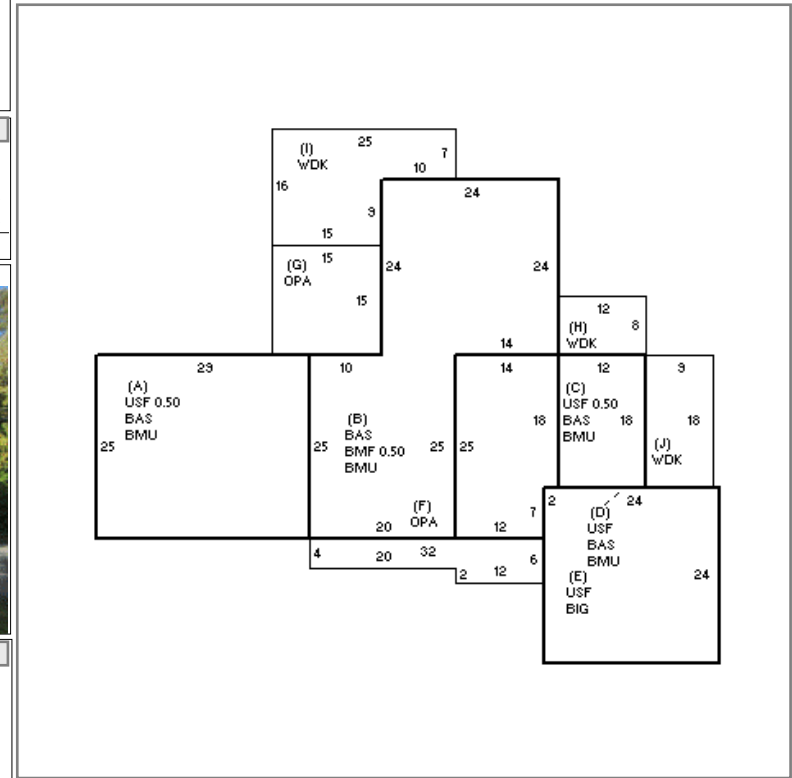 25
(I)
WDK
7
10
16
24
9
15
15
(G)
OPA
24
24
15
12
(H)
8
WDK
14
29
10
14
12
9
(A)
USF 0.50
BAS
BMU
(C)
USF 0.50
BAS
BMU
18
18
18
(B)
BAS
BMF 0.50
BMU
25
25
25
25
(J)
WDK
2
24
(F)
OPA
7
(D)
USF
BAS
BMU
20
12
4
20
32
6
2
12
(E)
USF
BIG
24